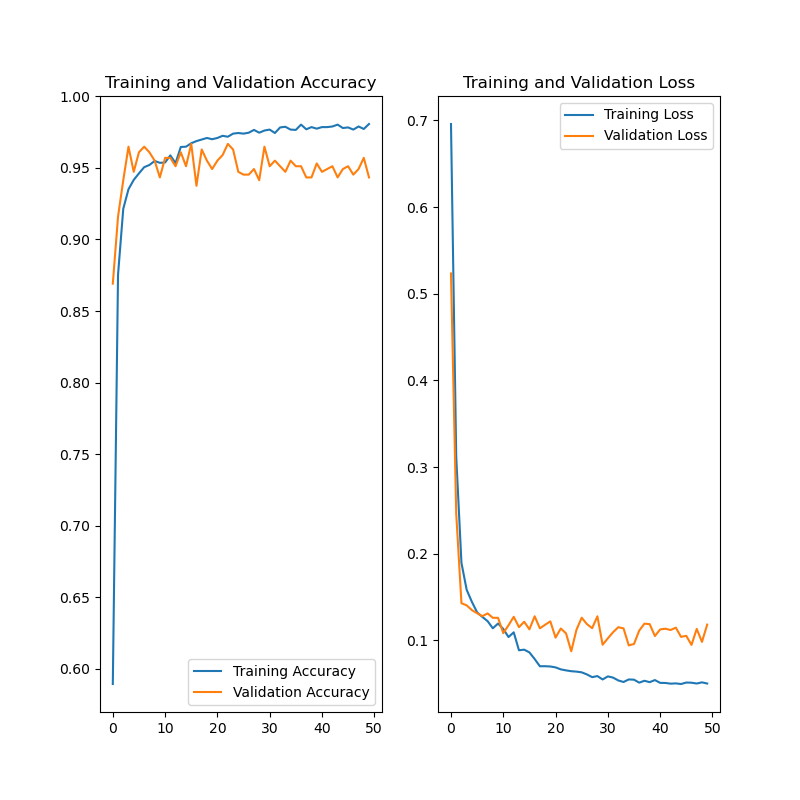 Training and Validation Accuracy
1.00
0.95
0.90
0.85
0.80
0.75
0.70
0.65
0.60
Training Accuracy
Validation Accuracy
0 10 20 30 40 50
Training and Validation Loss
Training Loss
Validation Loss
0.7
0.6
0.5
0.4
0.3
0.2
0.1
0 10 20 30 40 50